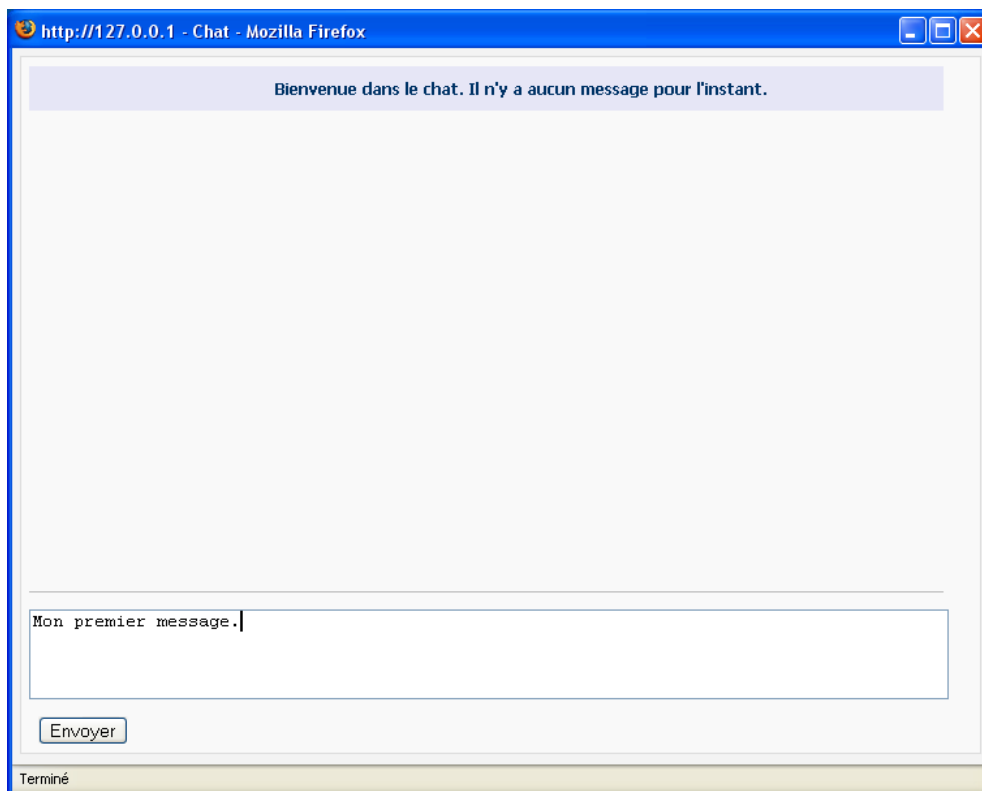 http://127.0.0.1 - Chat - Mozilla Firefox
Bienvenue dans le chat. Il n'y a aucun message pour l'instant.
Mon premier message.
Envoyer
Terminé